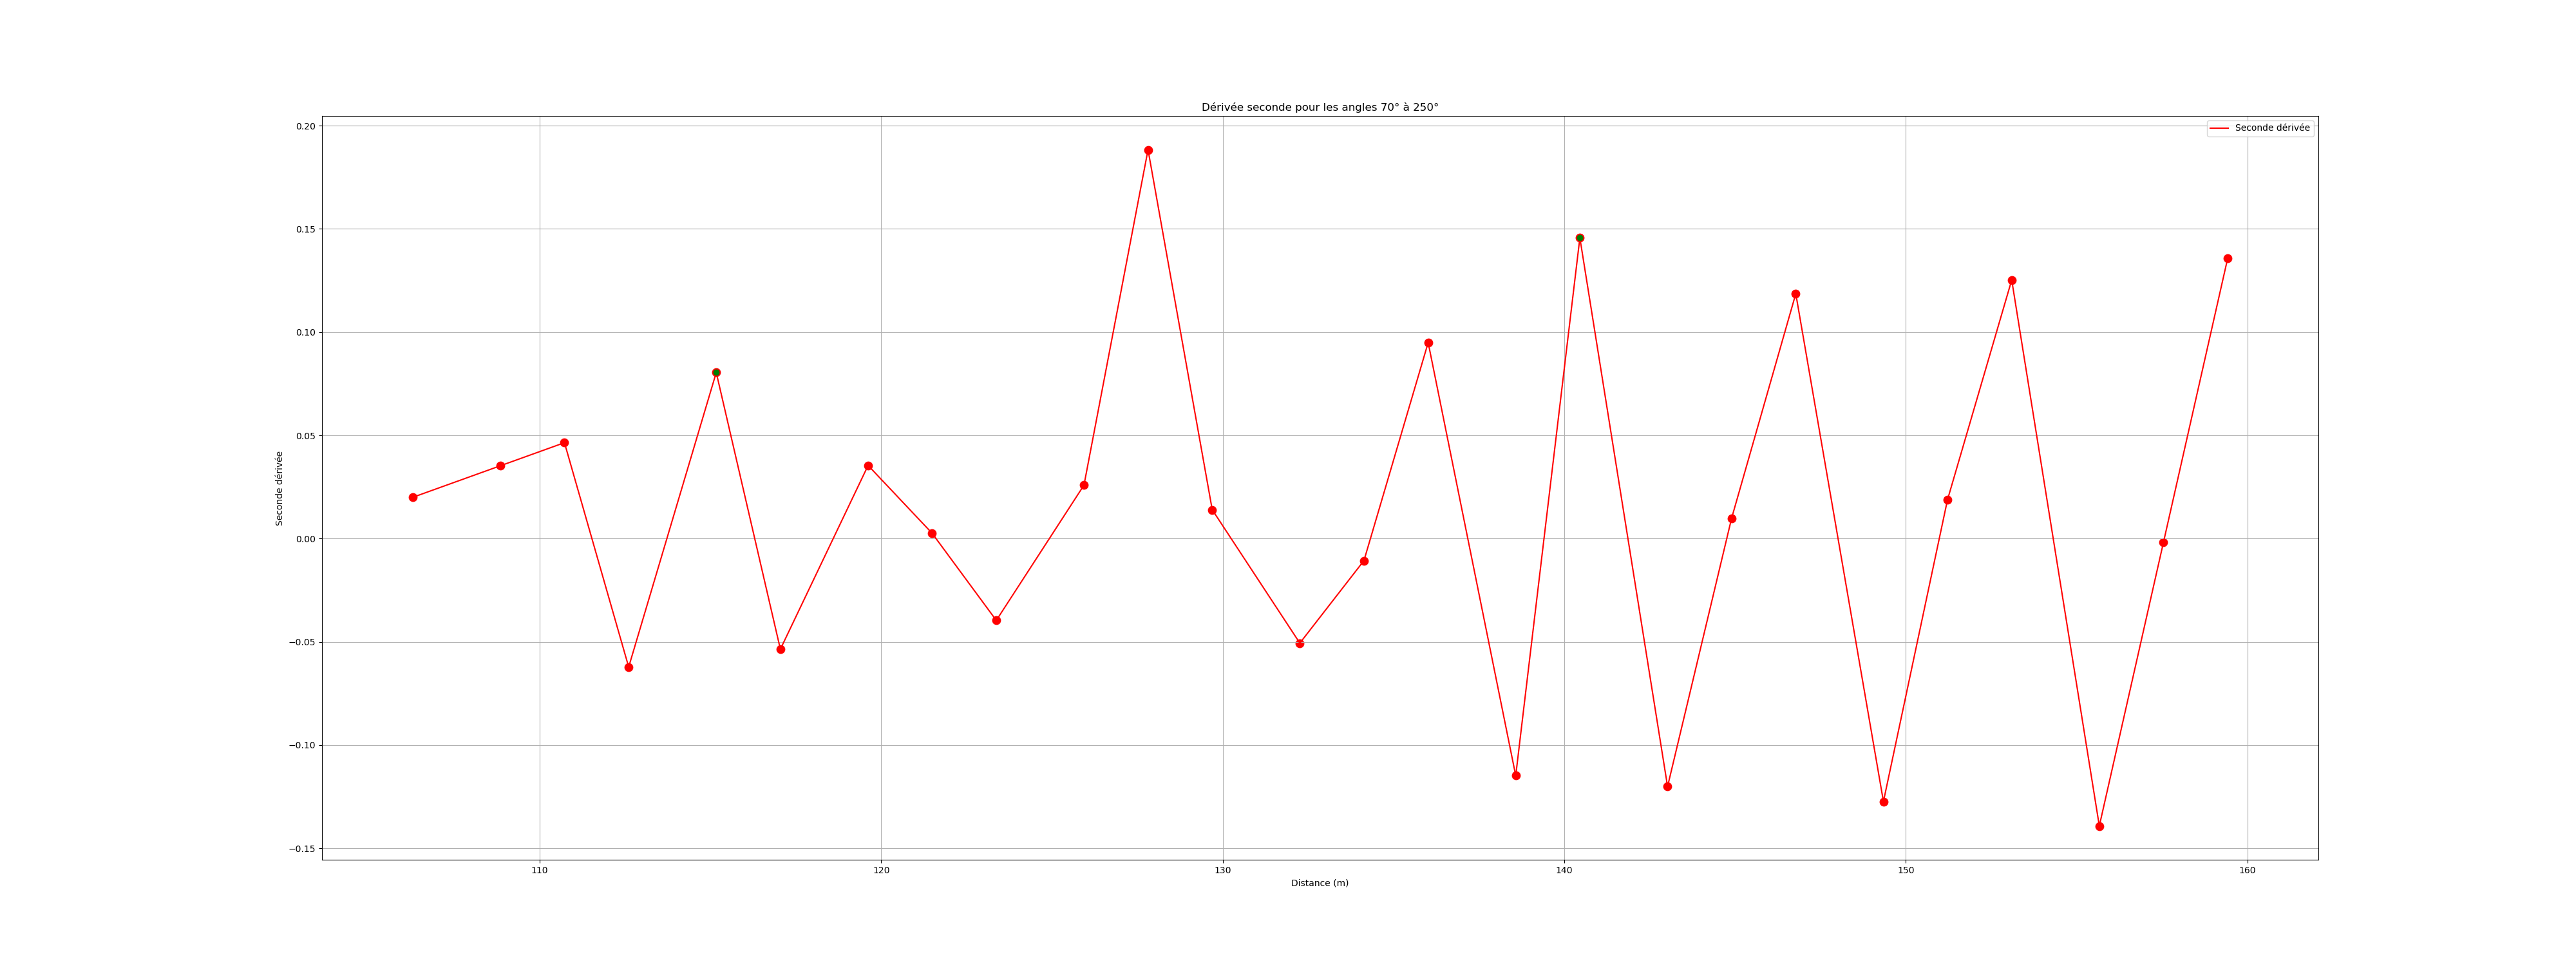 Dérivée seconde pour les angles 70° à 250°
Seconde dérivée
0.20
0.15
0.10
0.05
0.00
−0.05
−0.10
−0.15
Seconde dérivée
110 120 130 140 150 160
Distance (m)